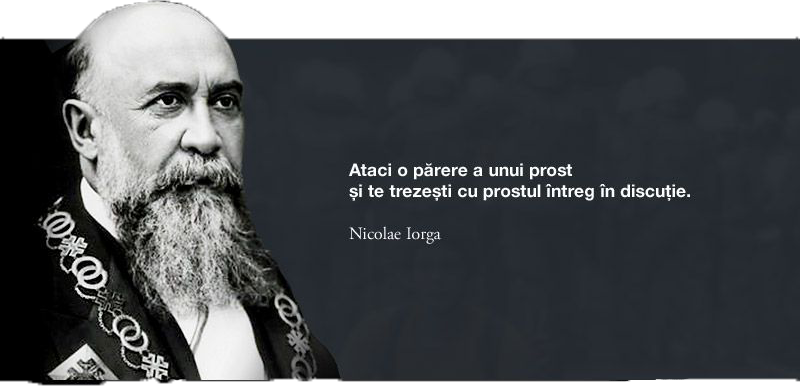 Ataci o părere a unui prost
și te trezești cu prostul întreg în discuție.
Nicolae Iorga